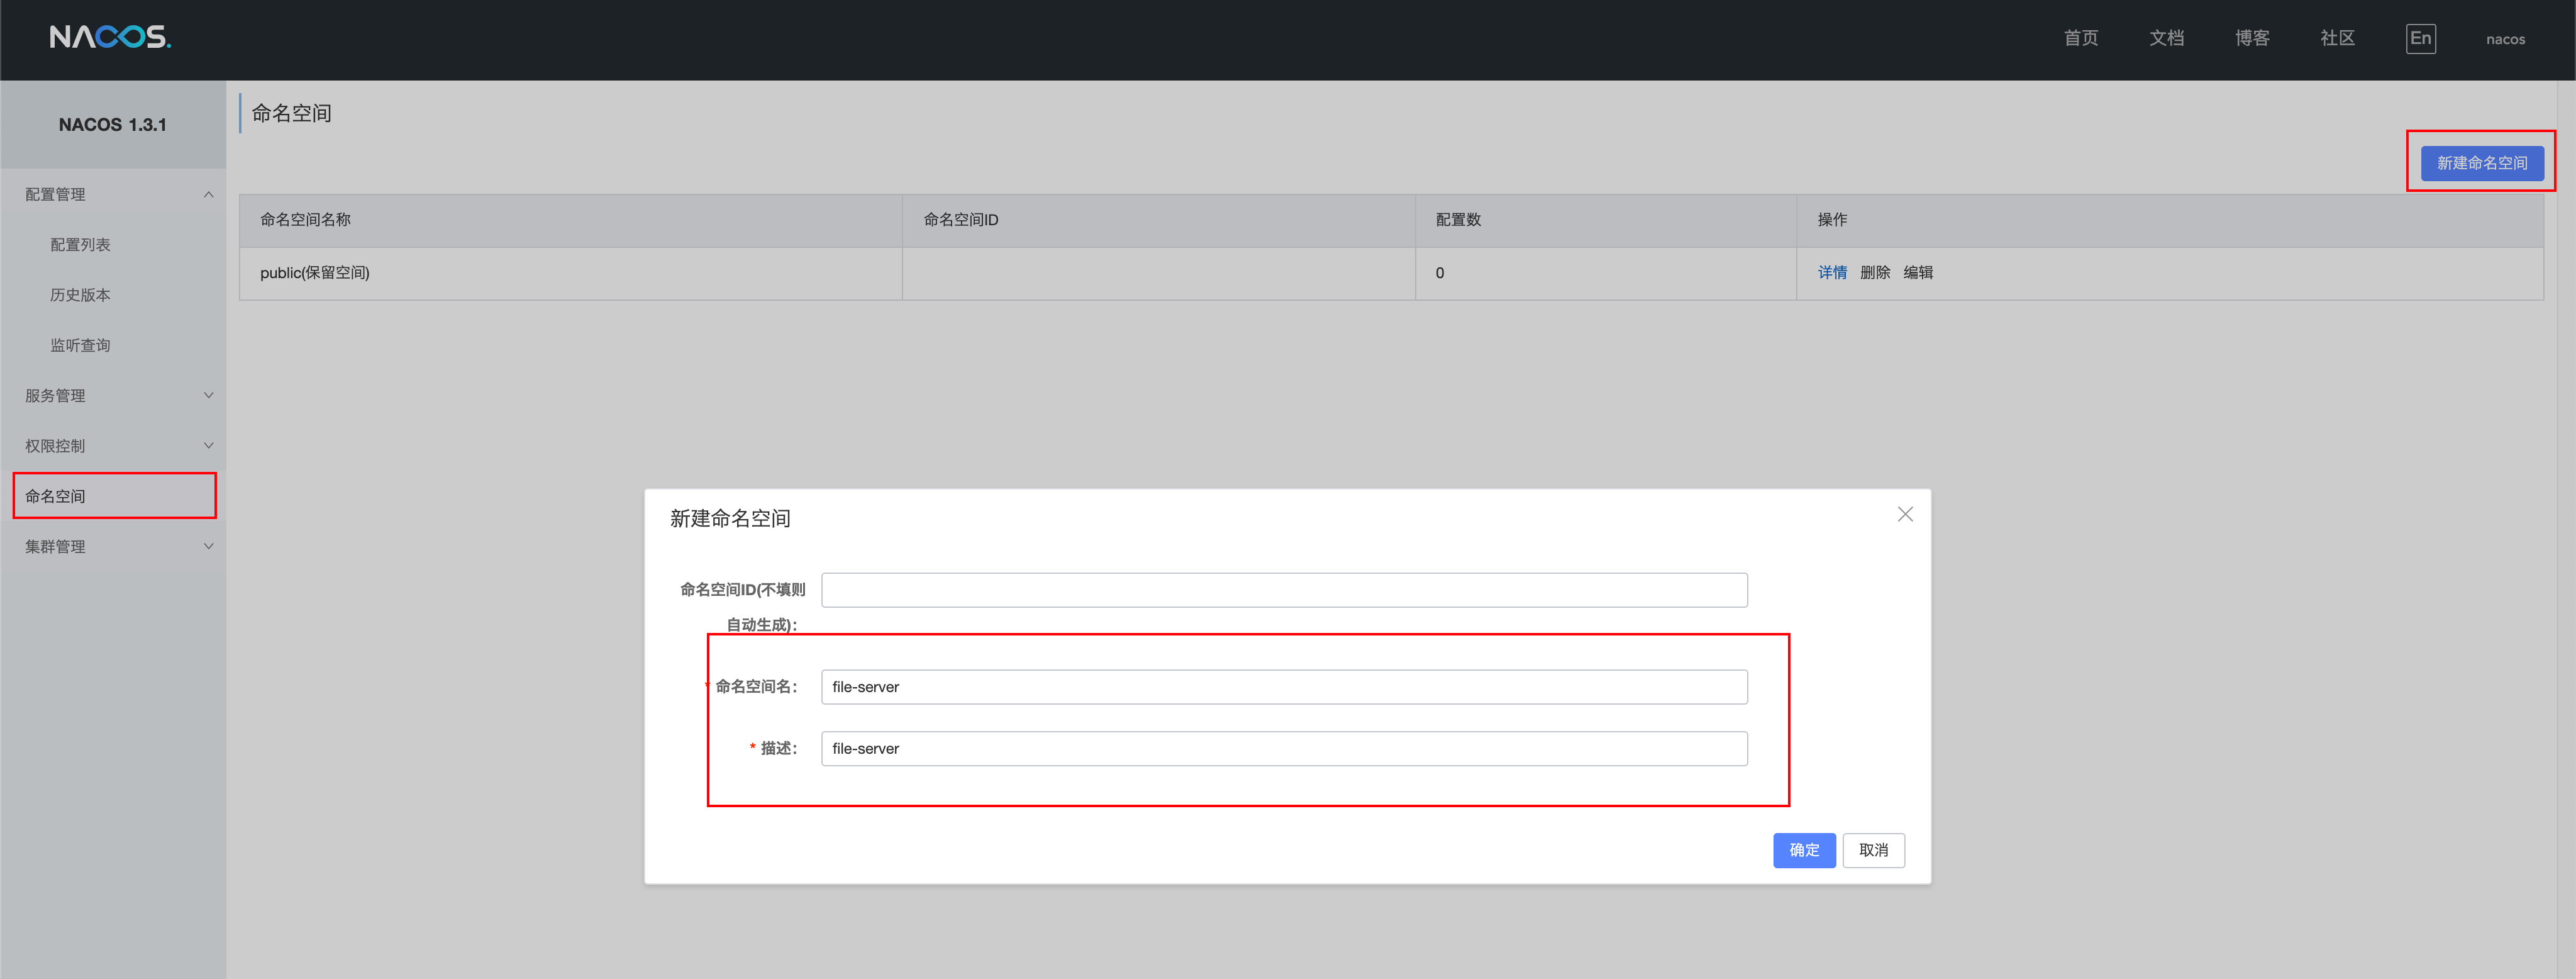 NACOS.
首页 文档 博客 社区 En nacos
NACOS 1.3.1
配置管理
配置列表
历史版本
监听查询
服务管理
权限控制
命名空间
集群管理
命名空间
新建命名空间
命名空间名称 命名空间ID 配置数 操作
public(保留空间) 0 详情 删除 编辑
新建命名空间
命名空间ID(不填则
自动生成):
* 命名空间名: file-server
* 描述: file-server
确定 取消